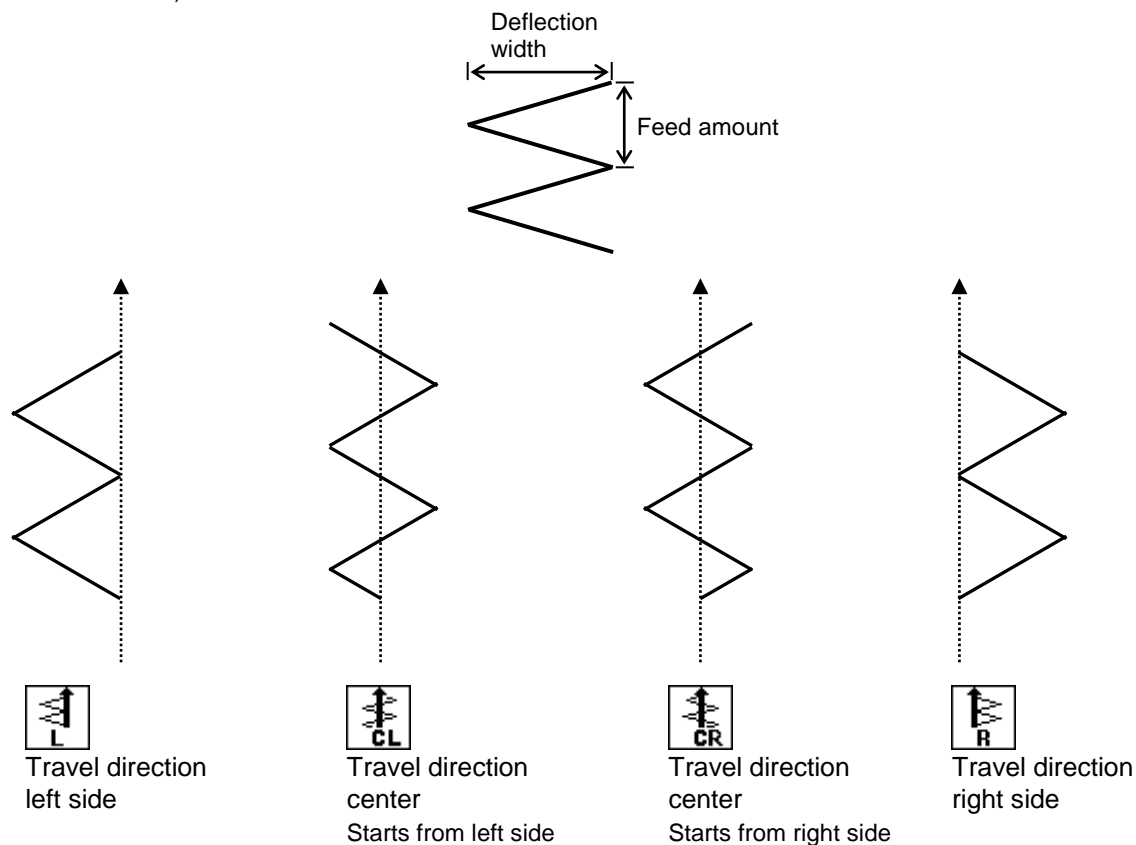 Deflection
width
Feed amount
L
Travel direction
left side
CL
Travel direction
center
Starts from left side
CR
Travel direction
center
Starts from right side
R
Travel direction
right side